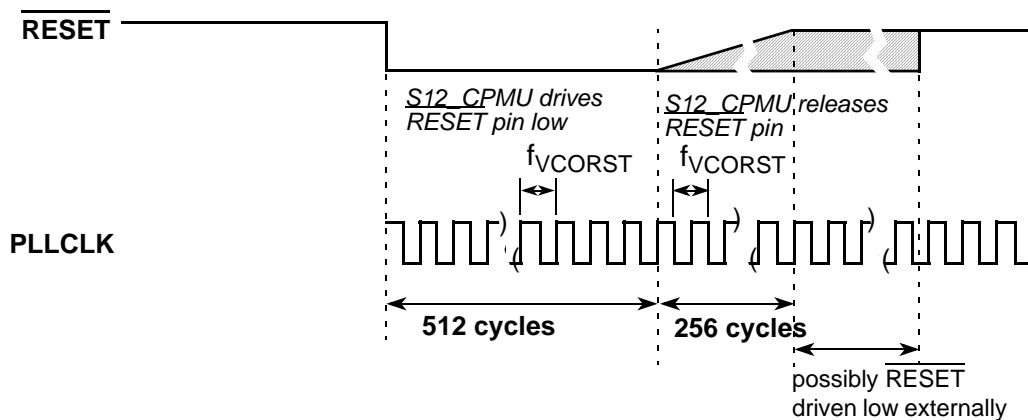 RESET
S12_CPMU drives
RESET pin low
S12_CPMU releases
RESET pin
fVCORST
fVCORST
PLLCLK
512 cycles
256 cycles
possibly RESET
driven low externally